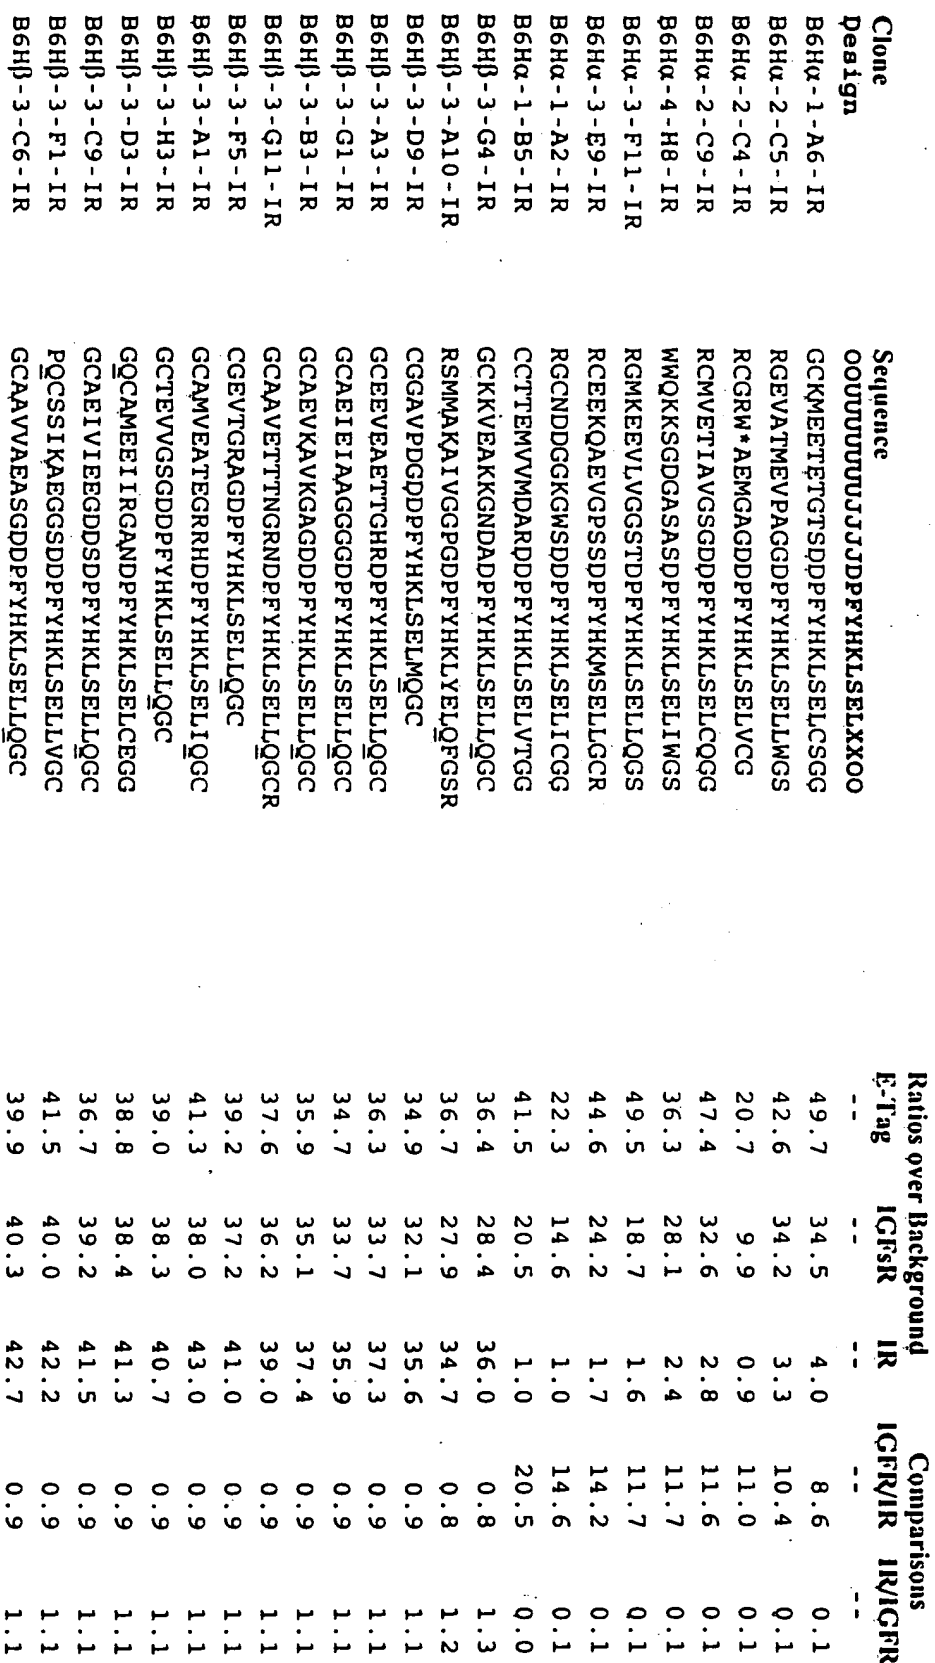 Ratios over Background Comparisons
Clone Sequence E-Tag IGFsR IR IGFR/IR IR/IGFR
Design OOUUUUUUUJJJJDPFYHKLSELXXOO -- -- -- -- --
B6Hα-1-A6-IR GCKMEETETGTSDDPFYHKLSELCSGG 49.7 34.5 4.0 8.6 0.1
B6Hα-2-C5-IR RGEVATMEVPAGGDPFYHKLSELLWGS 42.6 34.2 3.3 10.4 0.1
B6Hα-2-C4-IR RCGRW*AEMGAGDDPFYHKLSELVCG 20.7 9.9 0.9 11.0 0.1
B6Hα-2-C9-IR RCMVETIAVGSGDDPFYHKLSELCQGG 47.4 32.6 2.8 11.6 0.1
B6Hα-4-H8-IR WWQKKSGDGASASDPFYHKLSELIWGS 36.3 28.1 2.4 11.7 0.1
B6Hα-3-F11-IR RGMKEEVLVGGSTDPFYHKLSELLQGS 49.5 18.7 1.6 11.7 0.1
B6Hα-3-E9-IR RCEEKQAEVGPSSDPFYHKMSELLGCR 44.6 24.2 1.7 14.2 0.1
B6Hα-1-A2-IR RGCNDDGGKGWSDDPFYHKLSELICGG 22.3 14.6 1.0 14.6 0.1
B6Hα-1-B5-IR CCTTEMVVMDARDDPFYHKLSELVTGG 41.5 20.5 1.0 20.5 0.0
B6Hβ-3-G4-IR GCKKVEAKKGNDADPFYHKLSELLQGC 36.4 28.4 36.0 0.8 1.3
B6Hβ-3-A10-IR RSMMAKAIVGGPGDPFYHKLYELQFGSR 36.7 27.9 34.7 0.8 1.2
B6Hβ-3-D9-IR CGGAVPDGDDPFYHKLSELMQGC 34.9 32.1 35.6 0.9 1.1
B6Hβ-3-A3-IR GCEEVEAETTGHRDPFYHKLSELLQGC 36.3 33.7 37.3 0.9 1.1
B6Hβ-3-G1-IR GCAEIEIAAGGGGDPFYHKLSELLQGC 34.7 33.7 35.9 0.9 1.1
B6Hβ-3-B3-IR GCAEVKAVKGAGDDPFYHKLSELLQGC 35.9 35.1 37.4 0.9 1.1
B6Hβ-3-G11-IR GCAAVETTTNGRNDPFYHKLSELLQGCR 37.6 36.2 39.0 0.9 1.1
B6Hβ-3-F5-IR CGEVTGRAGDPFYHKLSELLQGC 39.2 37.2 41.0 0.9 1.1
B6Hβ-3-A1-IR GCAMVEATEGRRHDPFYHKLSELIQGC 41.3 38.0 43.0 0.9 1.1
B6Hβ-3-H3-IR GCTEVVGSGDDPFYHKLSELLQGC 39.0 38.3 40.7 0.9 1.1
B6Hβ-3-D3-IR GQCAMEEIIRGANDPFYHKLSELCEGG 38.8 38.4 41.3 0.9 1.1
B6Hβ-3-C9-IR GCAEIVIEEGDDSDPFYHKLSELLQGC 36.7 39.2 41.5 0.9 1.1
B6Hβ-3-F1-IR PQCSSIKAEGGSDDPFYHKLSELLVGC 41.5 40.0 42.2 0.9 1.1
B6Hβ-3-C6-IR GCAAVVAEASGDDPFYHKLSELLQGC 39.9 40.3 42.7 0.9 1.1